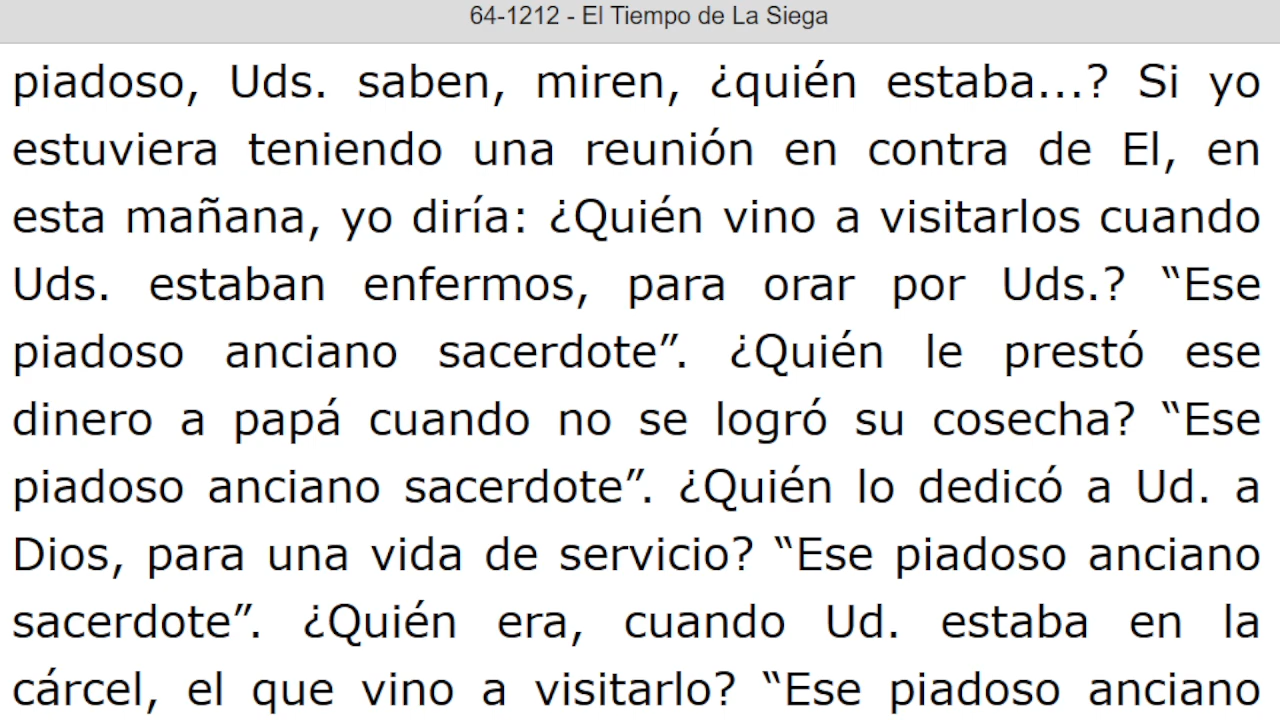 64-1212 - El Tiempo de La Siega
piadoso, Uds. saben, miren, ¿quién estaba...? Si yo
estuviera teniendo una reunión en contra de El, en
esta mañana, yo diría: ¿Quién vino a visitarlos cuando
Uds. estaban enfermos, para orar por Uds.? “Ese
piadoso anciano sacerdote”. ¿Quién le prestó ese
dinero a papá cuando no se logró su cosecha? “Ese
piadoso anciano sacerdote”. ¿Quién lo dedicó a Ud. a
Dios, para una vida de servicio? “Ese piadoso anciano
sacerdote”. ¿Quién era, cuando Ud. estaba en la
cárcel, el que vino a visitarlo? “Ese piadoso anciano